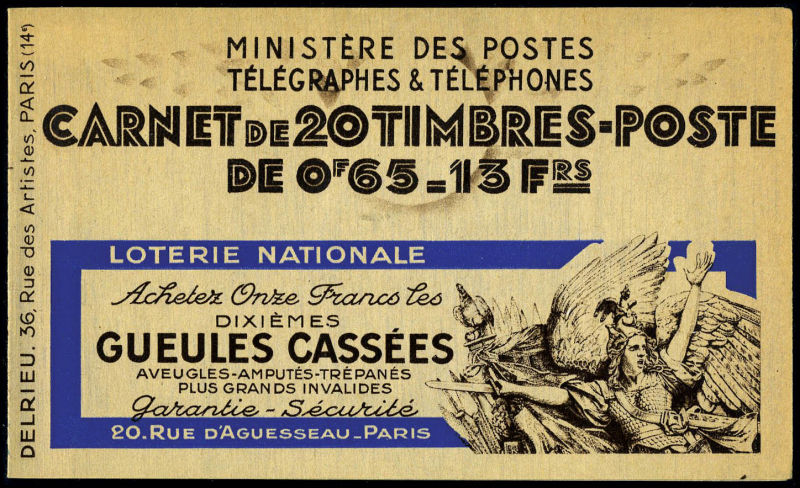 MINISTÈRE DES POSTES
TÉLÉGRAPHES & TÉLÉPHONES
CARNET DE 20 TIMBRES-POSTE
DE 0F65-13 FRS
LOTERIE NATIONALE
Achetez Onze Francs les
DIXIÈMES
GUEULES CASSÉES
AVEUGLES-AMPUTÉS-TRÉPANÉS
PLUS GRANDS INVALIDES
Garantie-Sécurité
20.RUE D'AGUESSEAU-PARIS
DELRIEU. 36, Rue des Artistes, PARIS (14e)